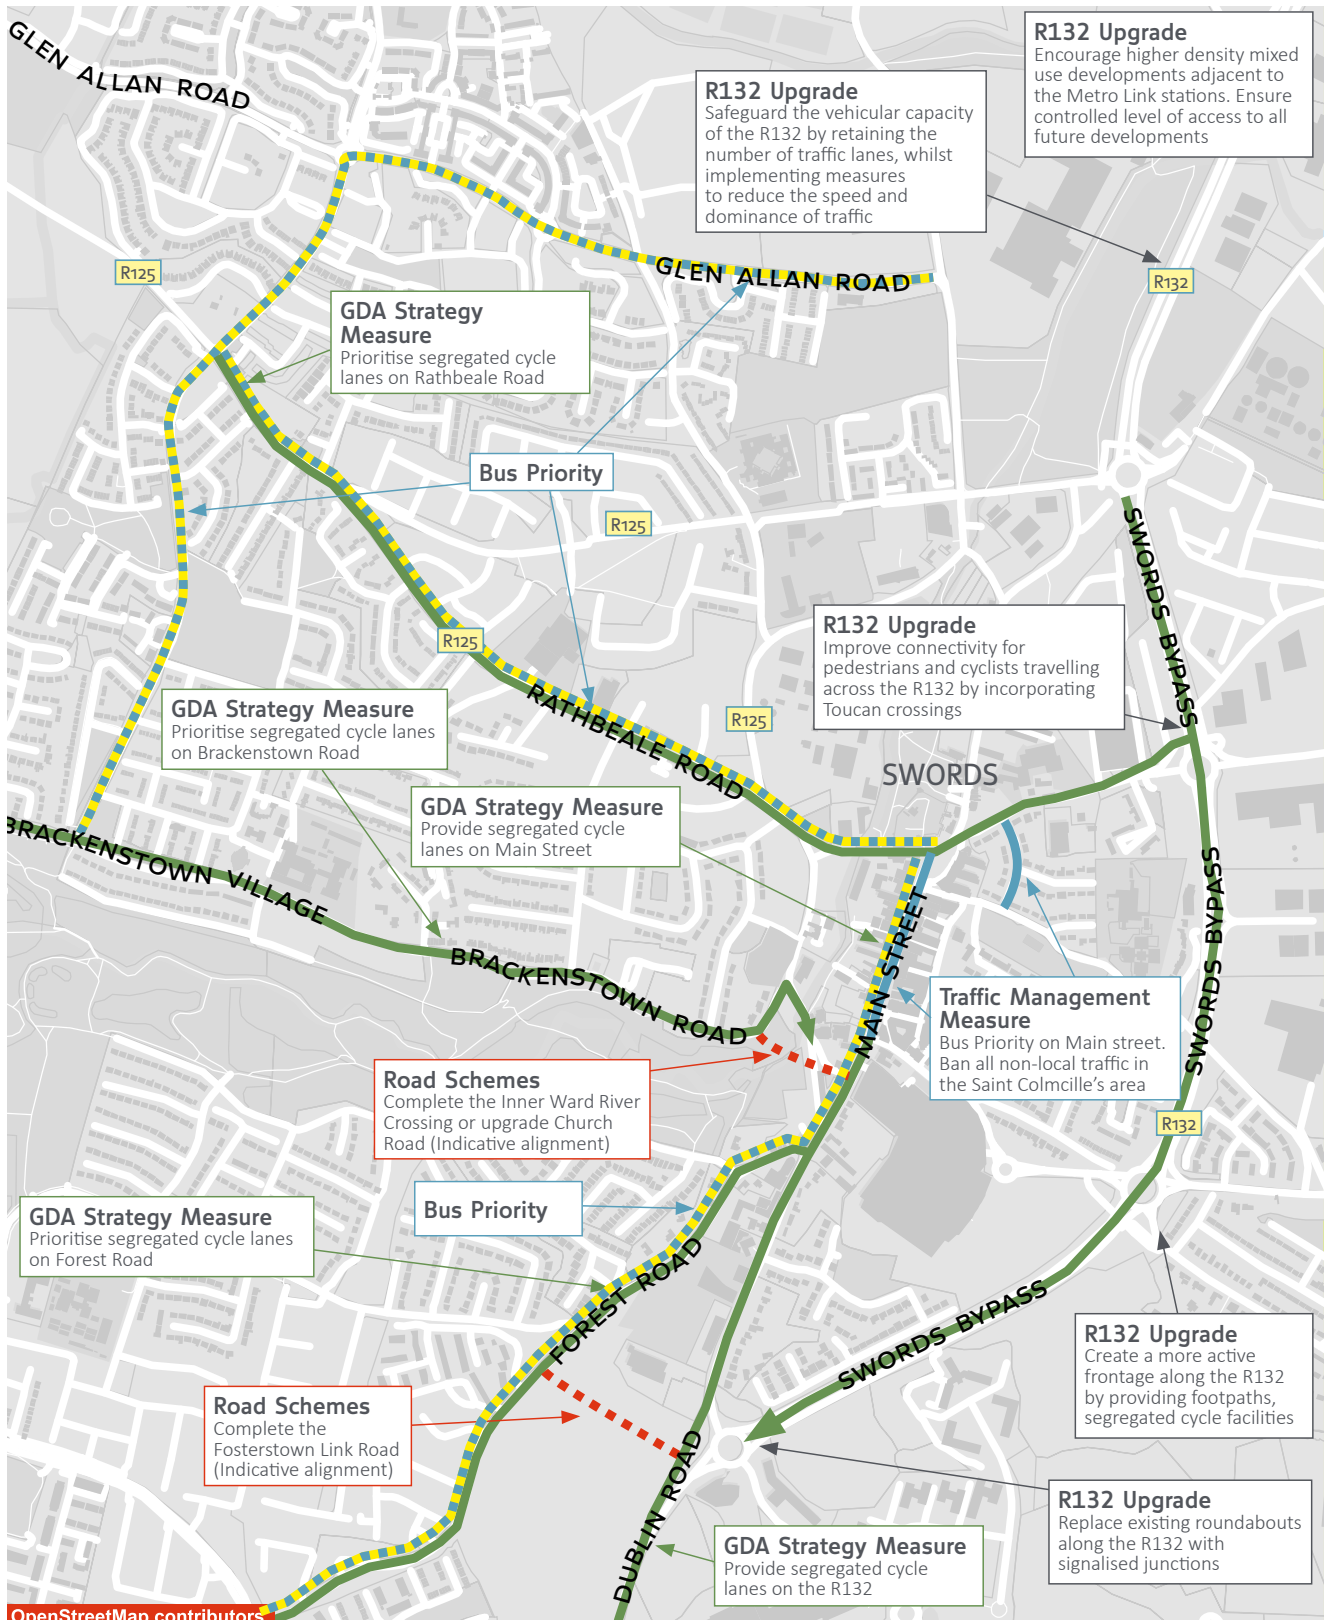 GLEN ALLAN ROAD
R132 Upgrade
Encourage higher density mixed
use developments adjacent to
the Metro Link stations. Ensure
controlled level of access to all
future developments
R132 Upgrade
Safeguard the vehicular capacity
of the R132 by retaining the
number of traffic lanes, whilst
implementing measures
to reduce the speed and
dominance of traffic
R125
GLEN ALLAN ROAD
R132
GDA Strategy
Measure
Prioritise segregated cycle
lanes on Rathbeale Road
Bus Priority
R125
SWORDS BYPASS
R125
R132 Upgrade
Improve connectivity for
pedestrians and cyclists travelling
across the R132 by incorporating
Toucan crossings
GDA Strategy Measure
Prioritise segregated cycle lanes
on Brackenstown Road
RATHBEALE ROAD
R125
SWORDS
GDA Strategy Measure
Provide segregated cycle
lanes on Main Street
BRACKENSTOWN VILLAGE
SWORDS BYPASS
MAIN STREET
BRACKENSTOWN ROAD
Traffic Management
Measure
Bus Priority on Main street.
Ban all non-local traffic in
the Saint Colmcille's area
Road Schemes
Complete the Inner Ward River
Crossing or upgrade Church
Road (Indicative alignment)
R132
Bus Priority
GDA Strategy Measure
Prioritise segregated cycle lanes
on Forest Road
FOREST ROAD
SWORDS BYPASS
R132 Upgrade
Create a more active
frontage along the R132
by providing footpaths,
segregated cycle facilities
Road Schemes
Complete the
Fosterstown Link Road
(Indicative alignment)
DUBLIN ROAD
R132 Upgrade
Replace existing roundabouts
along the R132 with
signalised junctions
GDA Strategy Measure
Provide segregated cycle
lanes on the R132
OpenStreetMap contributors